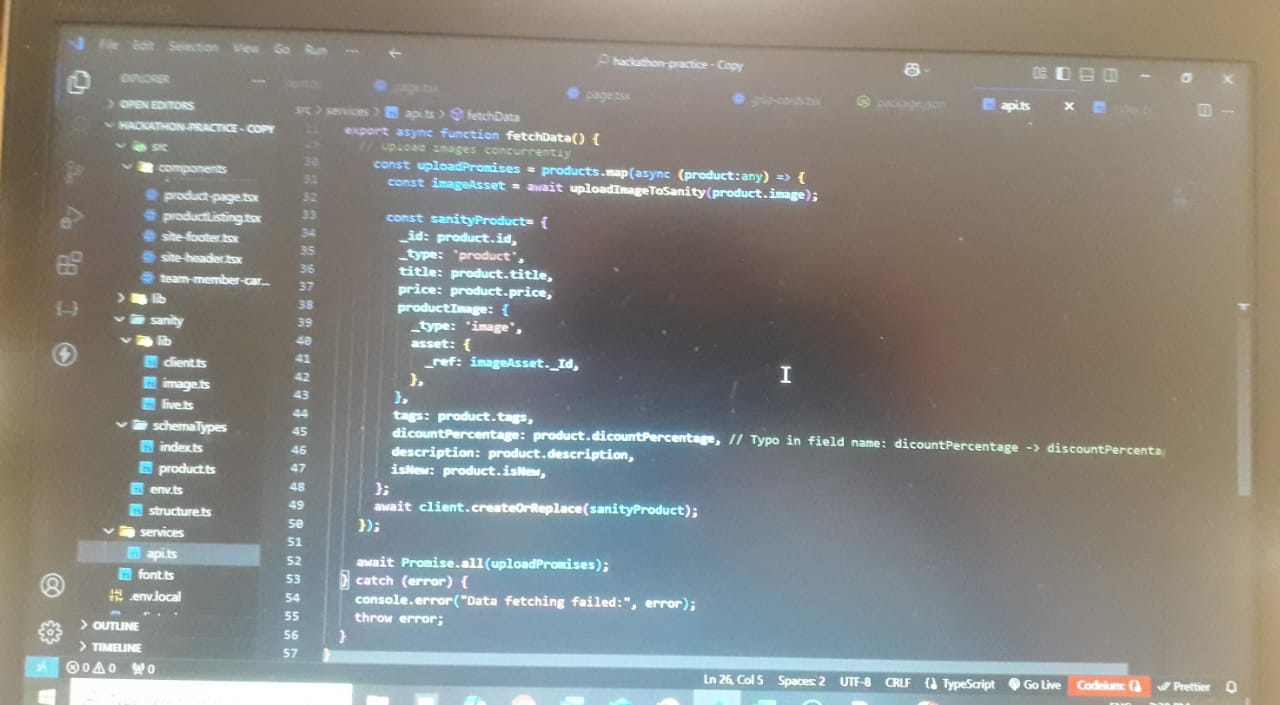 File Edit Selection View Go Run ... ←
hackathon-practice - Copy
EXPLORER ...
page.tsx
page.tsx
grid-cards.tsx
package.json
api.ts
src > services > api.ts > fetchData
OPEN EDITORS
HACKATHON-PRACTICE - COPY
src
components
product-page.tsx
productListing.tsx
site-footer.tsx
site-header.tsx
team-member-car...
lib
sanity
lib
client.ts
image.ts
live.ts
schemaTypes
index.ts
product.ts
env.ts
structure.ts
services
api.ts
font.ts
.env.local
OUTLINE
TIMELINE
11 export async function fetchData() {
29 // Upload images concurrently
30 const uploadPromises = products.map(async (product:any) => {
31 const imageAsset = await uploadImageToSanity(product.image);
32
33 const sanityProduct= {
34 _id: product.id,
35 _type: 'product',
36 title: product.title,
37 price: product.price,
38 productImage: {
39 _type: 'image',
40 asset: {
41 _ref: imageAsset._Id,
42 },
43 },
44 tags: product.tags,
45 dicountPercentage: product.dicountPercentage, // Typo in field name: dicountPercentage -> discountPercenta
46 description: product.description,
47 isNew: product.isNew,
48 };
49 await client.createOrReplace(sanityProduct);
50 });
51
52 await Promise.all(uploadPromises);
53 } catch (error) {
54 console.error("Data fetching failed:", error);
55 throw error;
56 }
57 }
0 0 0
Ln 26, Col 5 Spaces: 2 UTF-8 CRLF {} TypeScript Go Live Codeium: {} Prettier
Type here to